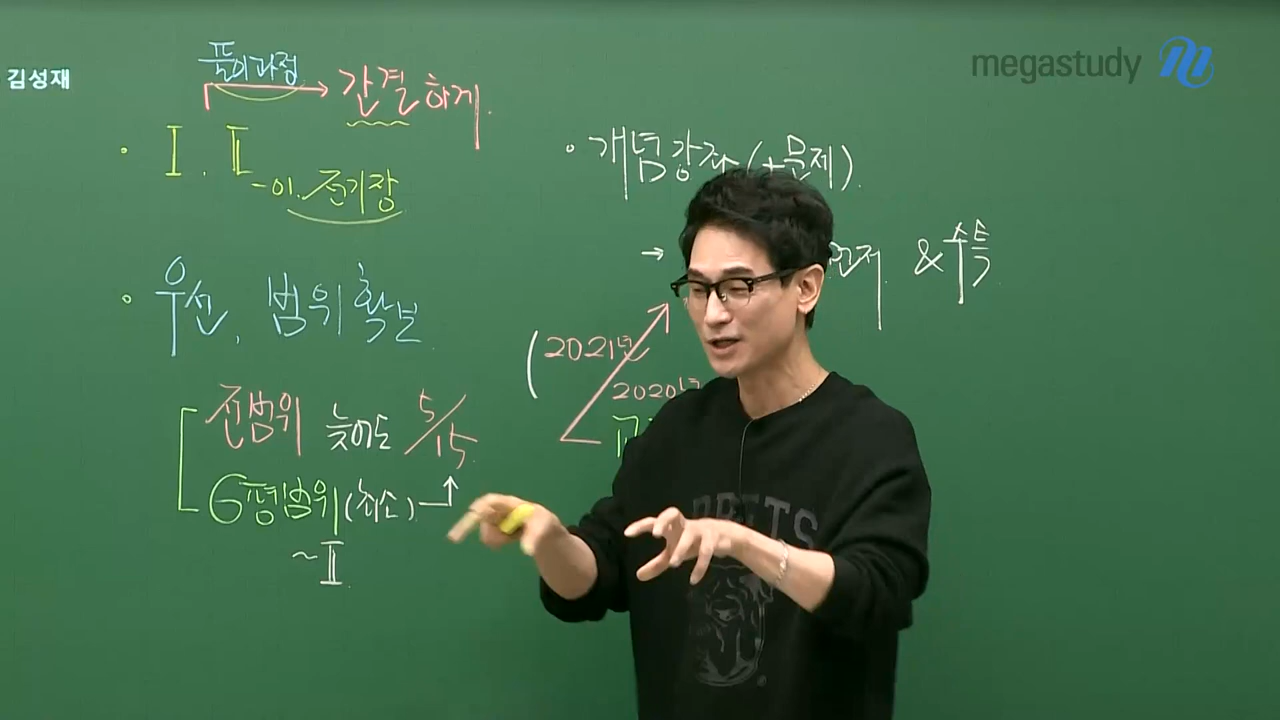 김성재
megastudy
풀이과정
간결하게.
• Ⅰ, Ⅱ
-01. 전기장
• 우선, 범위 확보
전범위 늦어도 5/15.
6평범위 (최소)
~Ⅱ.
• 개념강좌 (+문제).
→ & 수특
(2021년
2020년